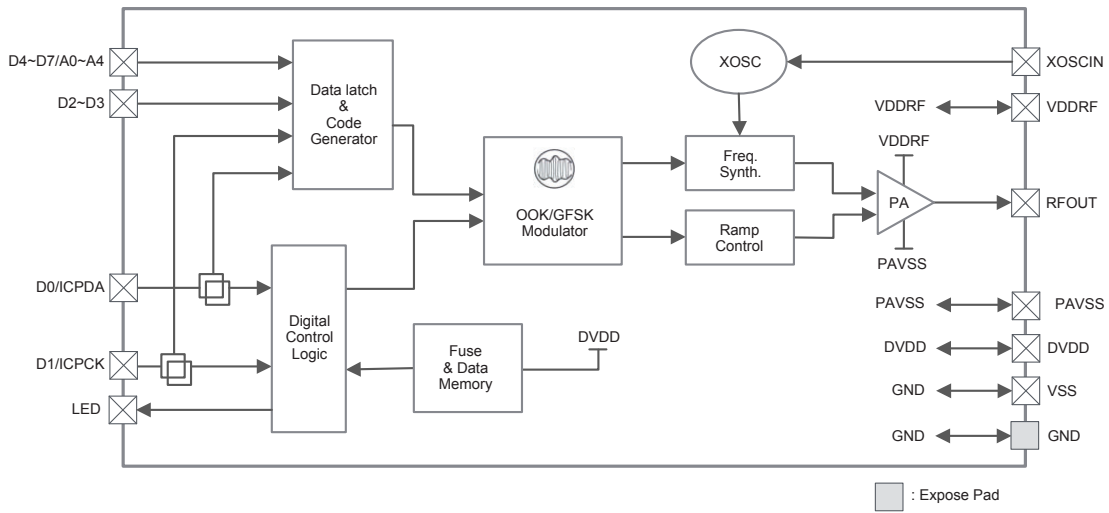 D4~D7/A0~A4
D2~D3
D0/ICPDA
D1/ICPCK
LED
Data latch
&
Code
Generator
Digital
Control
Logic
Fuse
& Data
Memory
DVDD
OOK/GFSK
Modulator
XOSC
Freq.
Synth.
Ramp
Control
VDDRF
PA
PAVSS
XOSCIN
VDDRF
VDDRF
RFOUT
PAVSS
PAVSS
DVDD
DVDD
GND
VSS
GND
GND
: Expose Pad